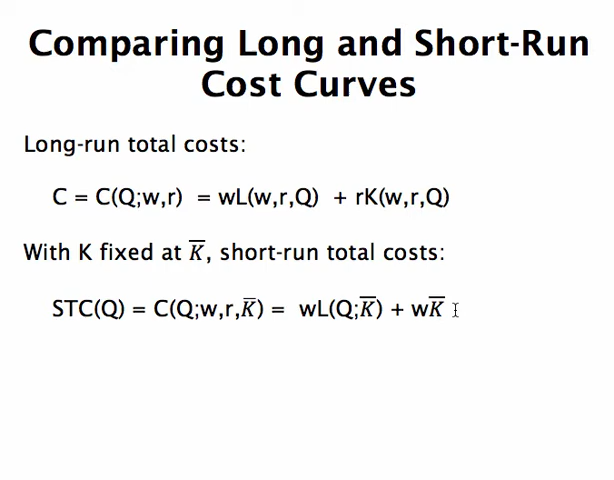 Comparing Long and Short-Run
Cost Curves
Long-run total costs:
C = C(Q;w,r) = wL(w,r,Q) + rK(w,r,Q)
With K fixed at K̅, short-run total costs:
STC(Q) = C(Q;w,r,K̅) = wL(Q;K̅) + wK̅